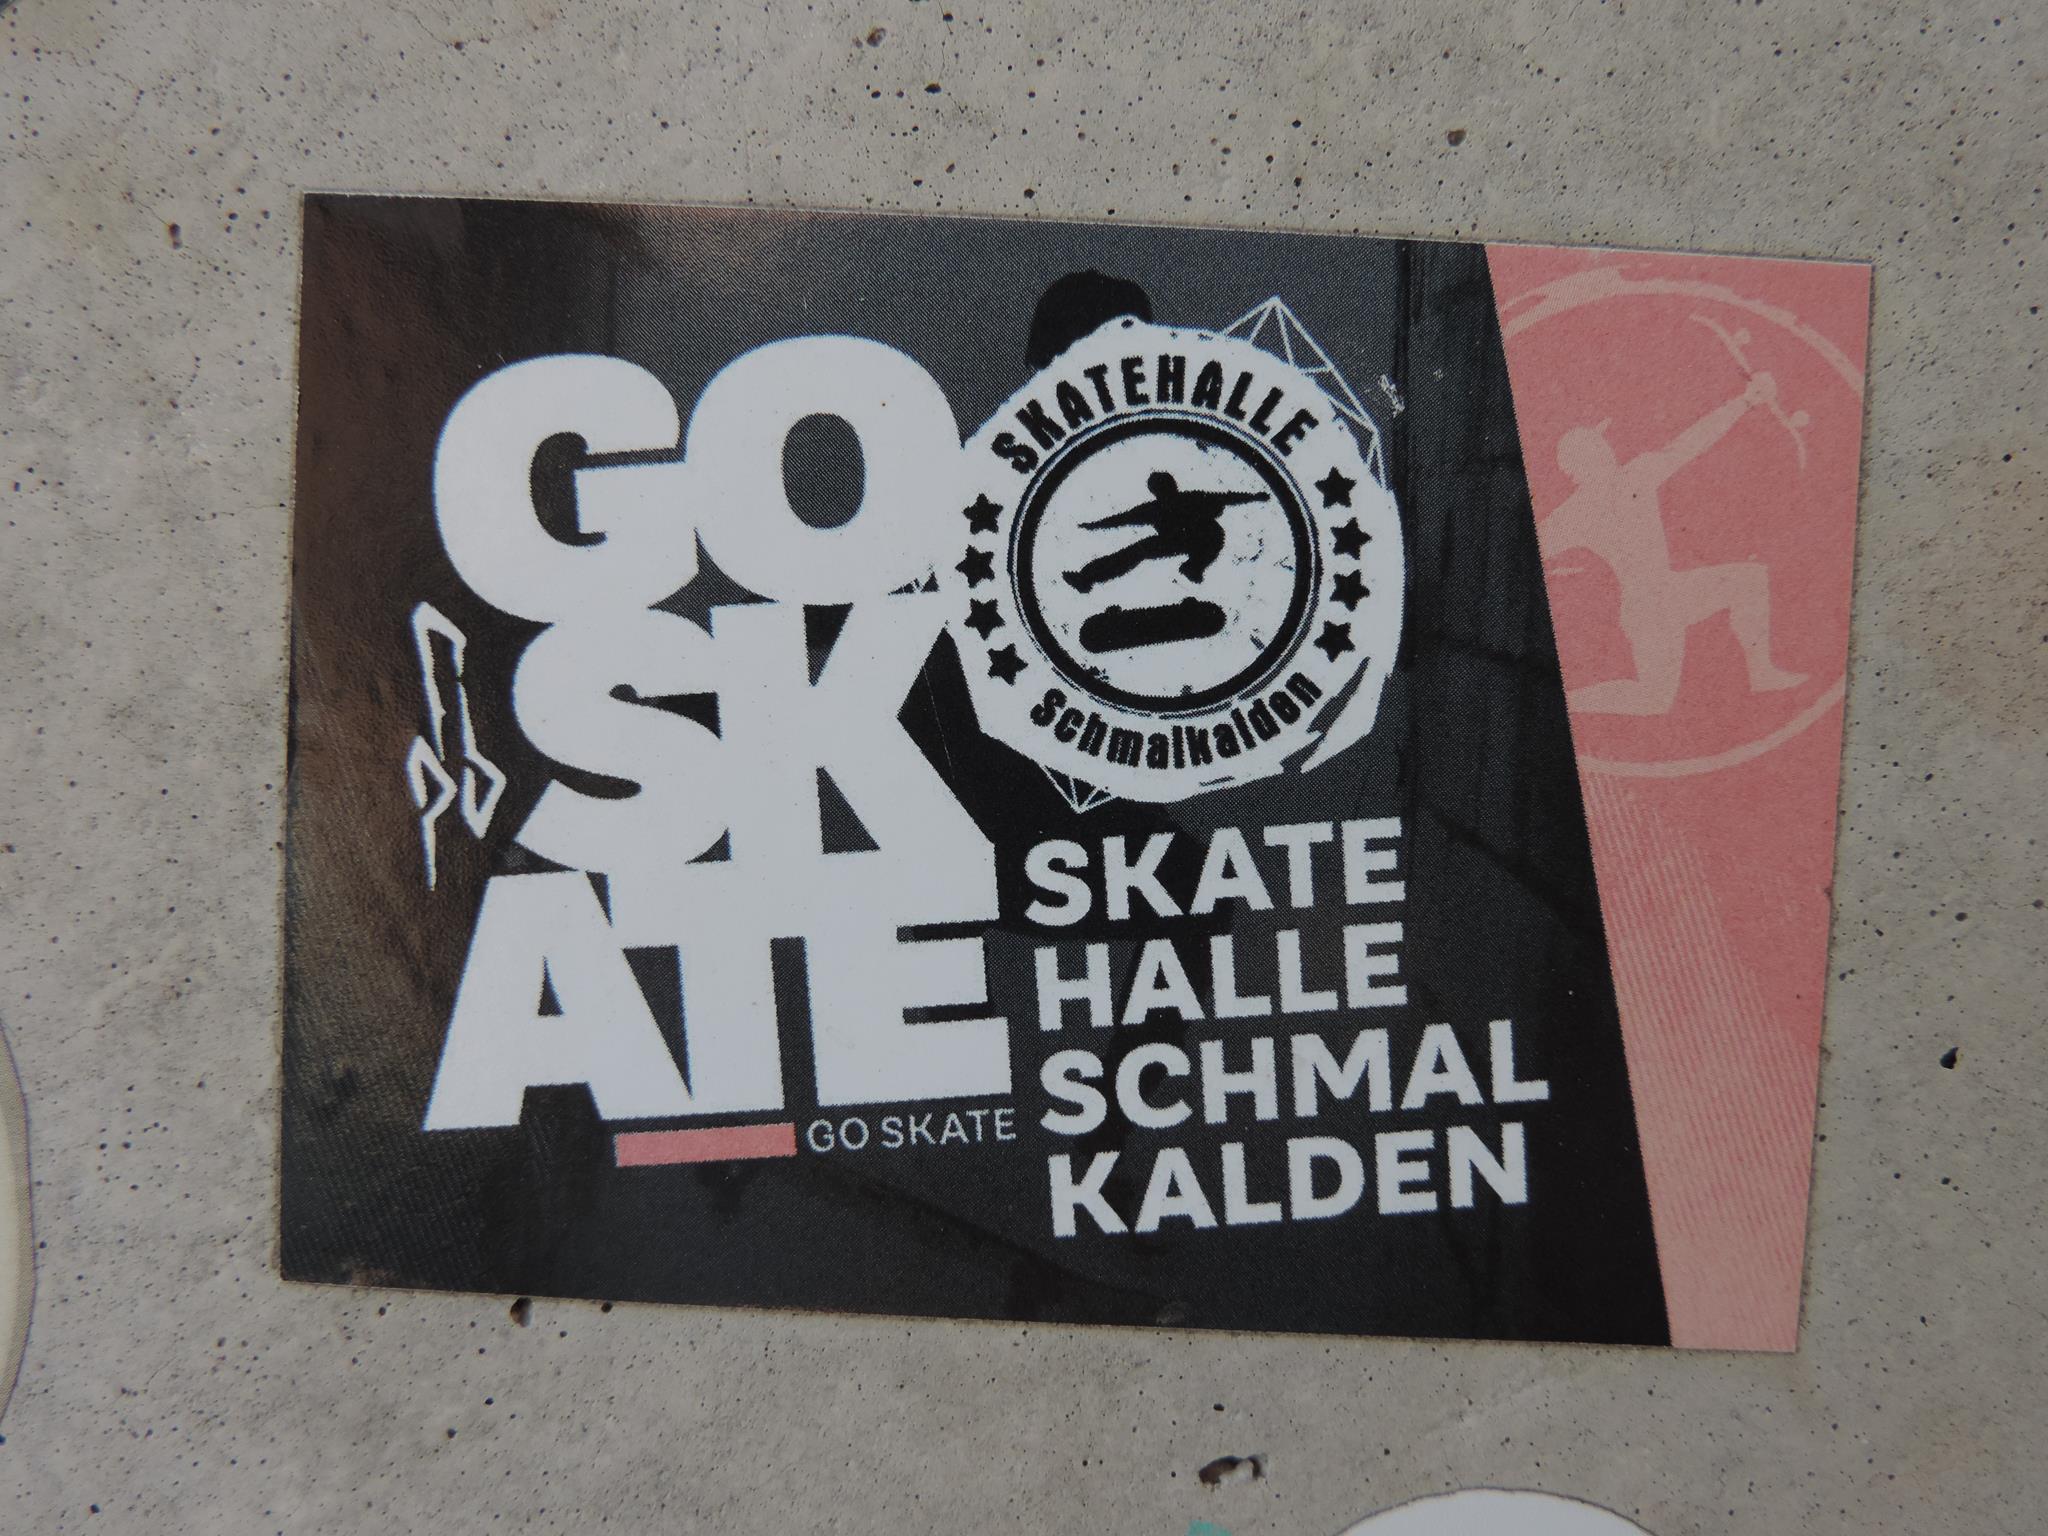 GO
SK
ATE
GO SKATE
SKATEHALLE
Schmalkalden
SKATE
HALLE
SCHMAL
KALDEN